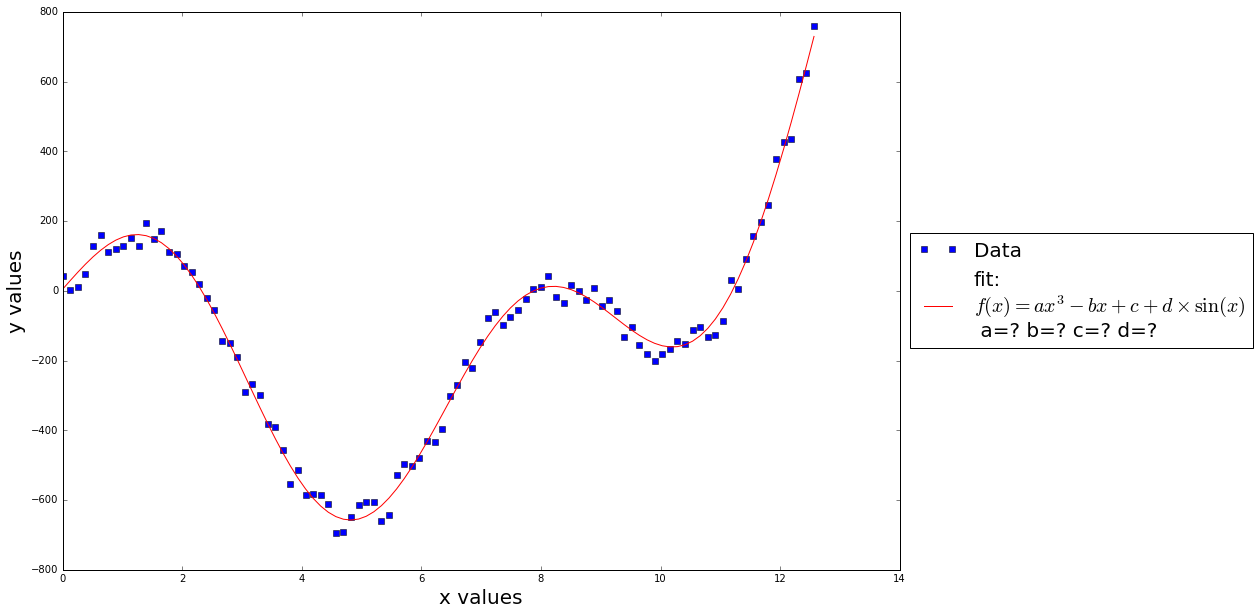 800
600
400
200
0
−200
−400
−600
−800
0 2 4 6 8 10 12 14
x values
y values
Data
fit:
f(x) = ax³ − bx + c + d × sin(x)
a=? b=? c=? d=?